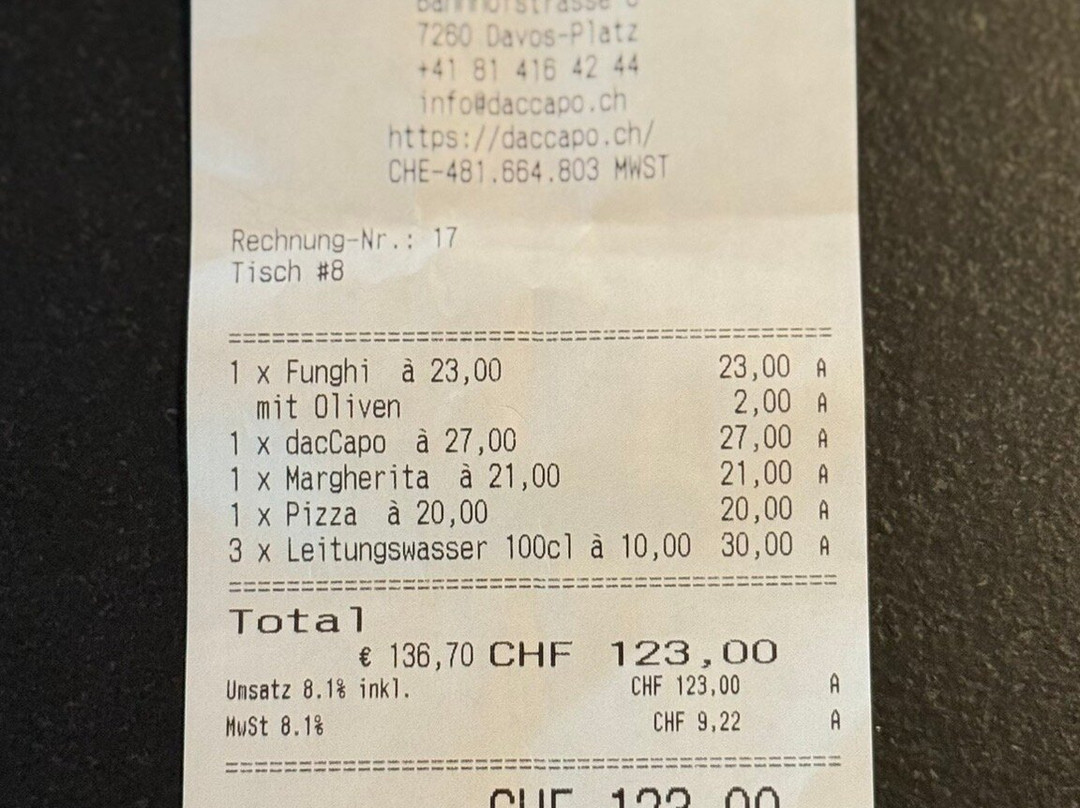 Bahnhofstrasse
7260 Davos-Platz
+41 81 416 42 44
info@daccapo.ch
https://daccapo.ch/
CHE-481.664.803 MWST
Rechnung-Nr.: 17
Tisch #8
1 x Funghi à 23,00 23,00 A
mit Oliven 2,00 A
1 x dacCapo à 27,00 27,00 A
1 x Margherita à 21,00 21,00 A
1 x Pizza à 20,00 20,00 A
3 x Leitungswasser 100cl à 10,00 30,00 A
Total
€ 136,70 CHF 123,00
Umsatz 8.1% inkl. CHF 123,00 A
MwSt 8.1% CHF 9,22 A
CHF 123,00